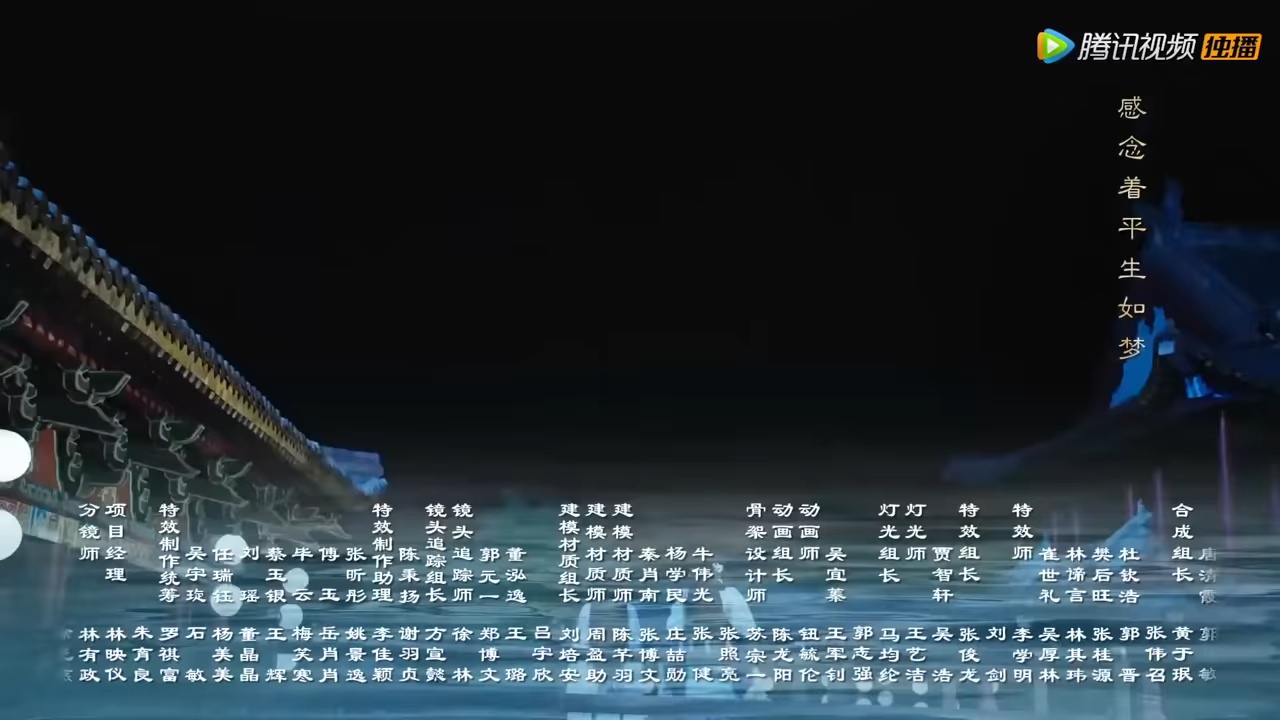 腾讯视频 独播
感念着平生如梦
分镜师
项目经理
特效制作统筹
吴宇璇
任瑞钰
刘瑶
蔡玉银
毕云
傅玉
张昕彤
特效制作助理
陈秉扬
镜头追踪组长
镜头追踪师
郭元一
董泓逸
建模材质组长
建模材质师
建模材质师
秦肖南
杨学民
牛伟光
骨架设计师
动画组长
动画师
吴宜蓁
灯光组长
灯光师
贾智轩
特效组长
特效师
崔世礼
林谛言
樊后旺
杜钦浩
合成组长
唐清霞
林有政
林映仪
朱育良
罗祺富
石敏
杨美美
董晶晶
王辉
梅笑寒
岳肖肖
姚景逸
李佳颖
谢羽贞
方宣懿
徐林
郑博文
王璐
吕宇欣
刘培安
周盈助
陈芊羽
张博文
庄喆勋
张健
张照亮
苏宗一
陈龙阳
钮毓伦
王军钊
郭志强
马均纶
王艺洁
吴浩
张俊龙
刘剑
李学明
吴厚林
林其玮
张桂源
郭晋
张伟召
黄于珉
郭敏